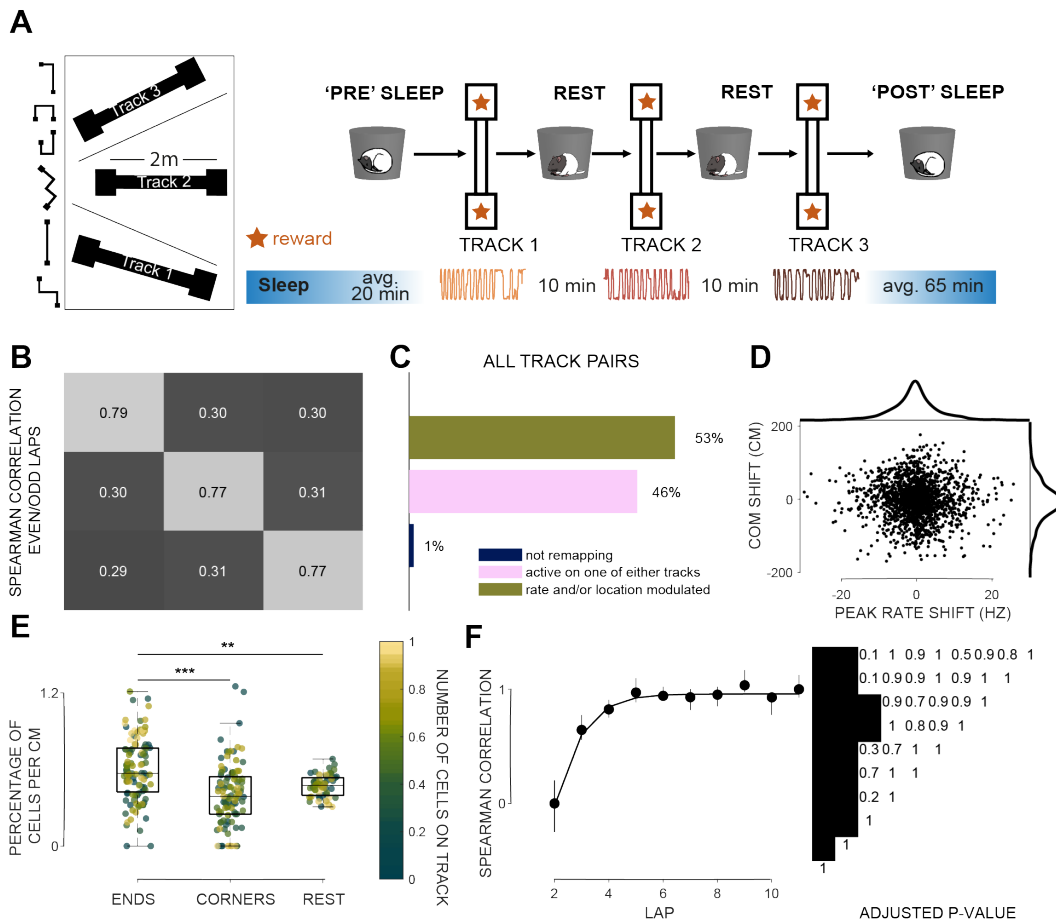 A
Track 3
2m
Track 2
Track 1
‘PRE’ SLEEP
REST
REST
‘POST’ SLEEP
reward
TRACK 1
TRACK 2
TRACK 3
Sleep
avg.
20 min
10 min
10 min
avg. 65 min
B
SPEARMAN CORRELATION
EVEN/ODD LAPS
0.79 0.30 0.30
0.30 0.77 0.31
0.29 0.31 0.77
C
ALL TRACK PAIRS
53%
46%
1%
not remapping
active on one of either tracks
rate and/or location modulated
D
COM SHIFT (CM)
200
0
-200
-20 0 20
PEAK RATE SHIFT (HZ)
E
PERCENTAGE OF
CELLS PER CM
1.2
0
**
***
ENDS CORNERS REST
1
0.8
0.6
0.4
0.2
0
NUMBER OF CELLS ON TRACK
F
SPEARMAN CORRELATION
1
0
2 4 6 8 10
LAP
0.1 1 0.9 1 0.5 0.9 0.8 1
0.1 0.9 0.9 1 0.9 1 1
0.9 0.7 0.9 1
1 0.8 0.9 1
0.3 0.7 1 1
0.7 1 1
0.2 1
1
1
1
ADJUSTED P-VALUE